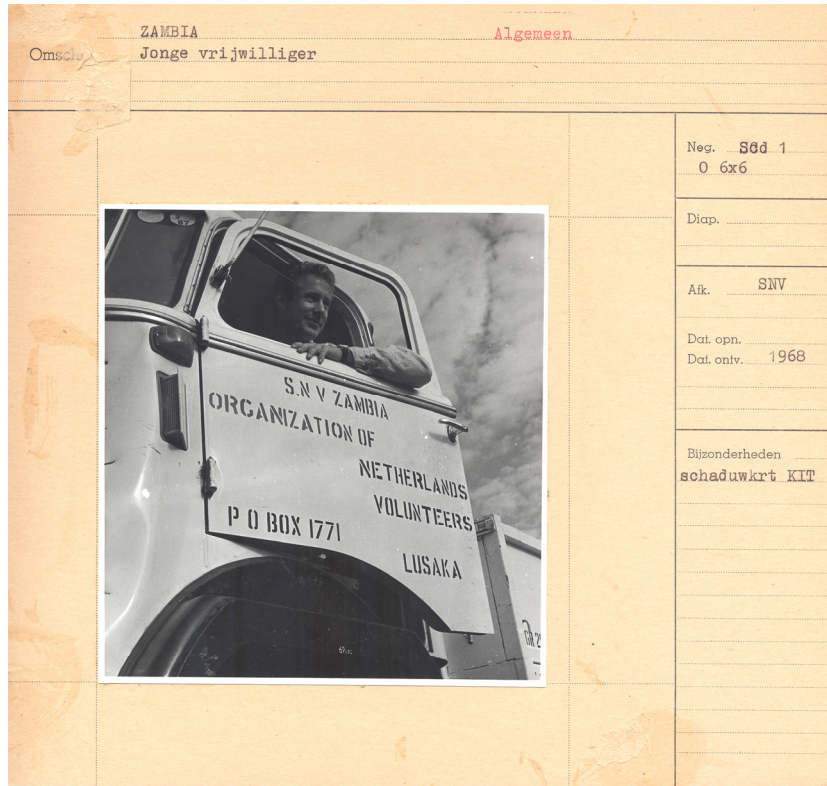 ZAMBIA
Algemeen
Omsch
Jonge vrijwilliger
Neg. SCd 1
O 6x6
Diap.
Afk. SNV
Dat. opn.
Dat. ontv. 1968
Bijzonderheden
schaduwkrt KIT
S.N V ZAMBIA
ORGANIZATION OF
NETHERLANDS
VOLUNTEERS
P O BOX 1771
LUSAKA